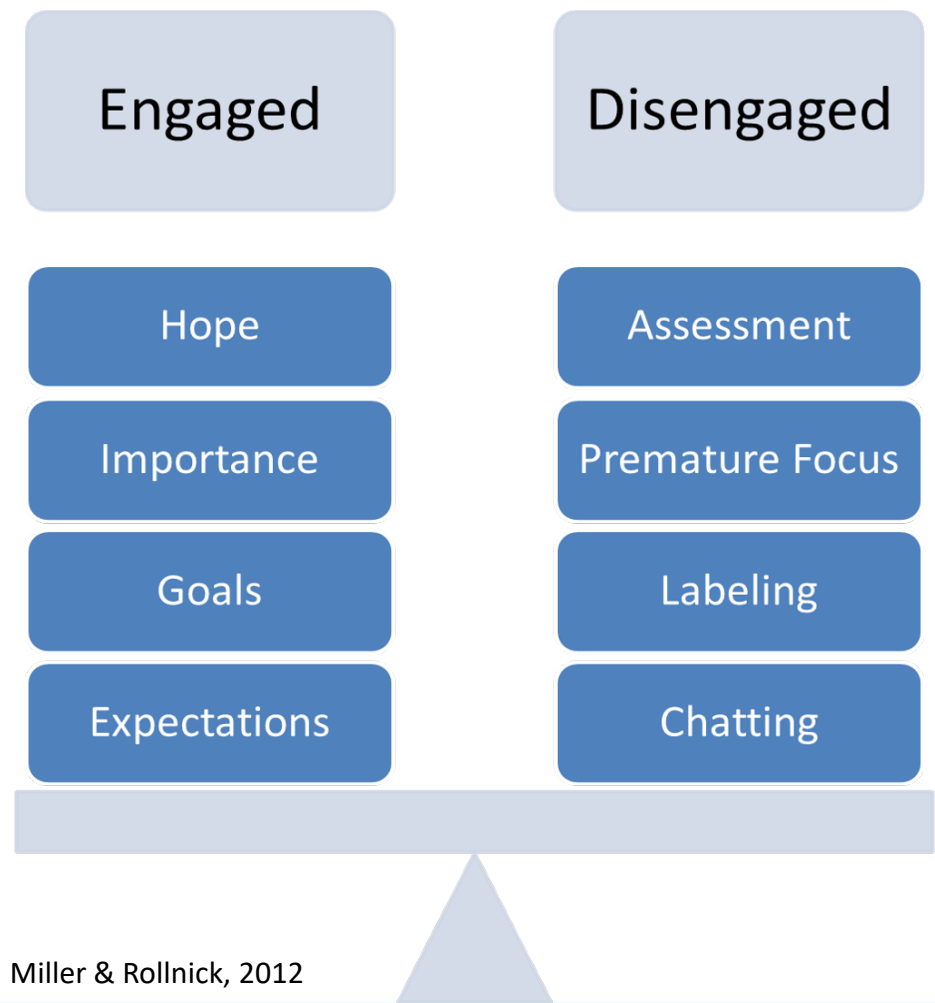 Engaged
Disengaged
Hope
Importance
Goals
Expectations
Assessment
Premature Focus
Labeling
Chatting
Miller & Rollnick, 2012